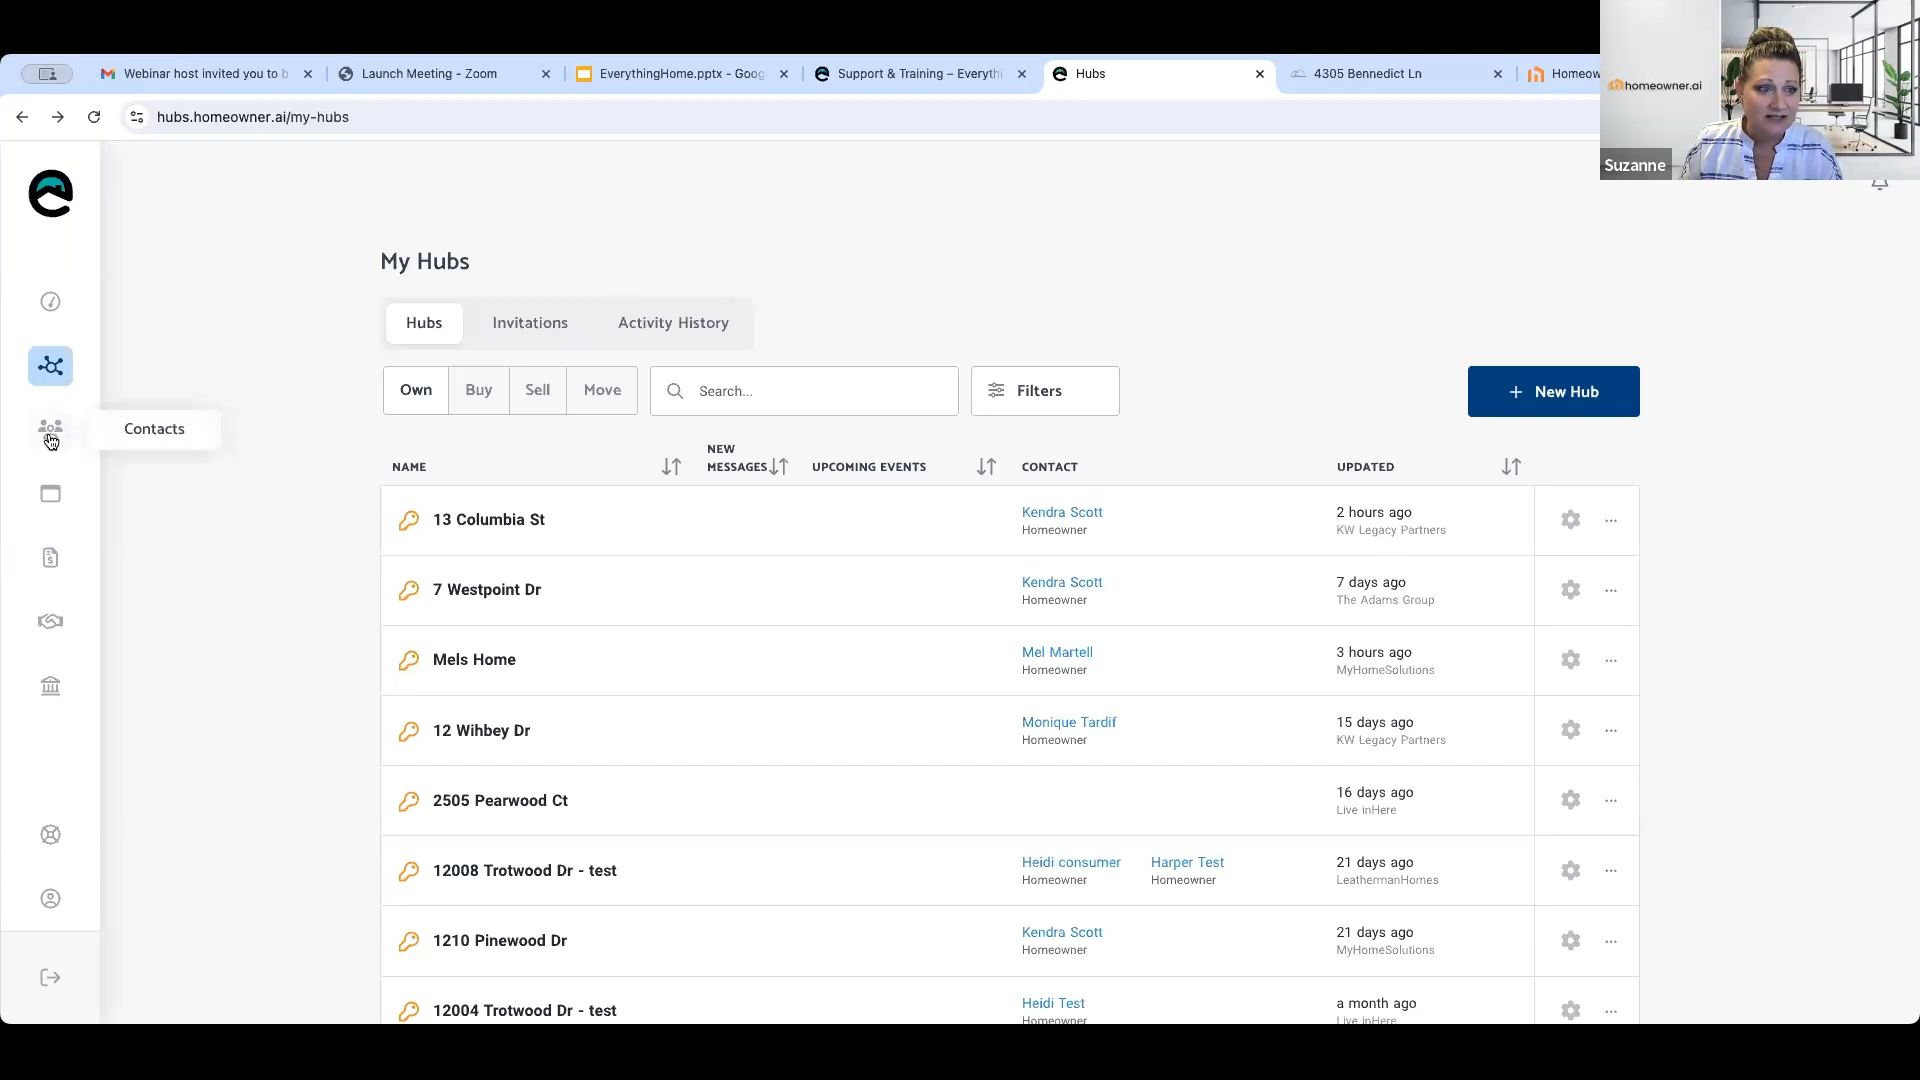 Webinar host invited you to b
Launch Meeting - Zoom
EverythingHome.pptx - Goog
Support & Training – Everythi
Hubs
4305 Bennedict Ln
Homeow
hubs.homeowner.ai/my-hubs
homeowner.ai
Suzanne
My Hubs
Hubs
Invitations
Activity History
Own
Buy
Sell
Move
Search...
Filters
+ New Hub
Contacts
NAME
NEW
MESSAGES
UPCOMING EVENTS
CONTACT
UPDATED
13 Columbia St
Kendra Scott
Homeowner
2 hours ago
KW Legacy Partners
7 Westpoint Dr
Kendra Scott
Homeowner
7 days ago
The Adams Group
Mels Home
Mel Martell
Homeowner
3 hours ago
MyHomeSolutions
12 Wihbey Dr
Monique Tardif
Homeowner
15 days ago
KW Legacy Partners
2505 Pearwood Ct
16 days ago
Live inHere
12008 Trotwood Dr - test
Heidi consumer
Homeowner
Harper Test
Homeowner
21 days ago
LeathermanHomes
1210 Pinewood Dr
Kendra Scott
Homeowner
21 days ago
MyHomeSolutions
12004 Trotwood Dr - test
Heidi Test
Homeowner
a month ago
Live inHere